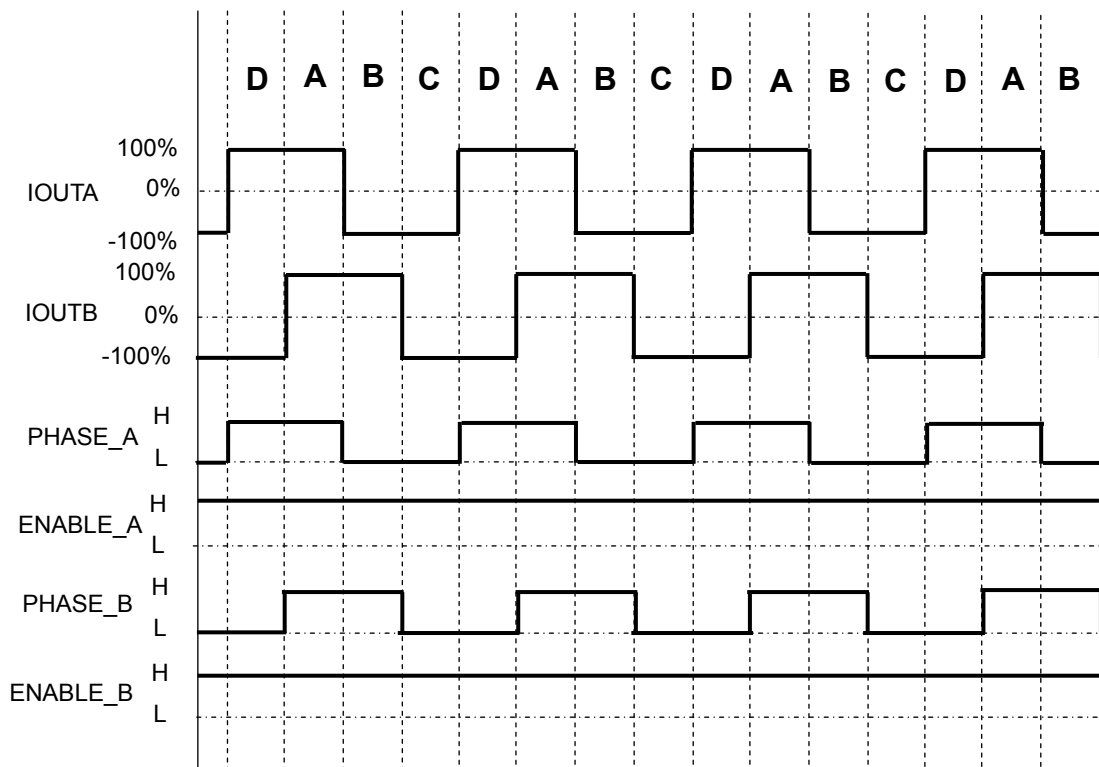 D A B C D A B C D A B C D A B
100%
IOUTA 0%
-100%
100%
IOUTB 0%
-100%
H
PHASE_A
L
H
ENABLE_A
L
H
PHASE_B
L
H
ENABLE_B
L